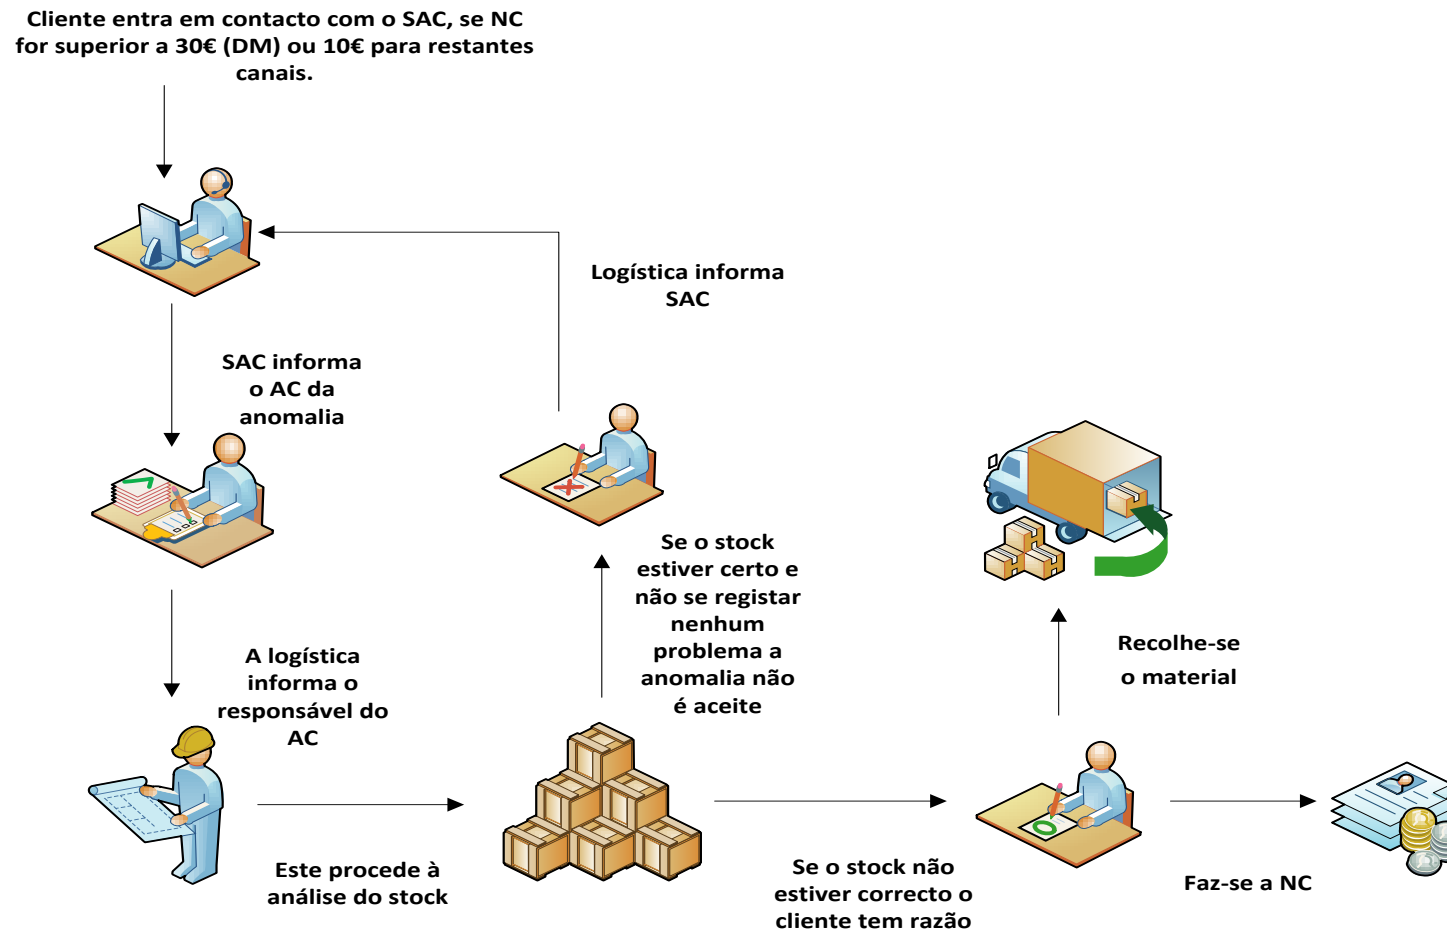 Cliente entra em contacto com o SAC, se NC
for superior a 30€ (DM) ou 10€ para restantes
canais.
Logística informa
SAC
SAC informa
o AC da
anomalia
Se o stock
estiver certo e
não se registar
nenhum
problema a
anomalia não
é aceite
Recolhe-se
o material
A logística
informa o
responsável do
AC
Este procede à
análise do stock
Se o stock não
estiver correcto o
cliente tem razão
Faz-se a NC